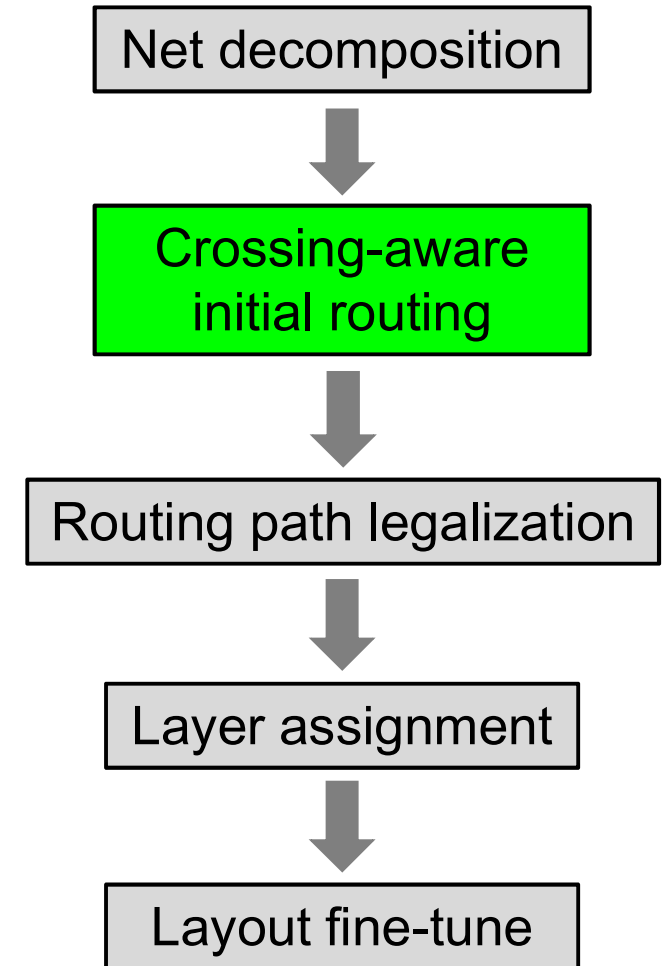 Net decomposition
Crossing-aware
initial routing
Routing path legalization
Layer assignment
Layout fine-tune